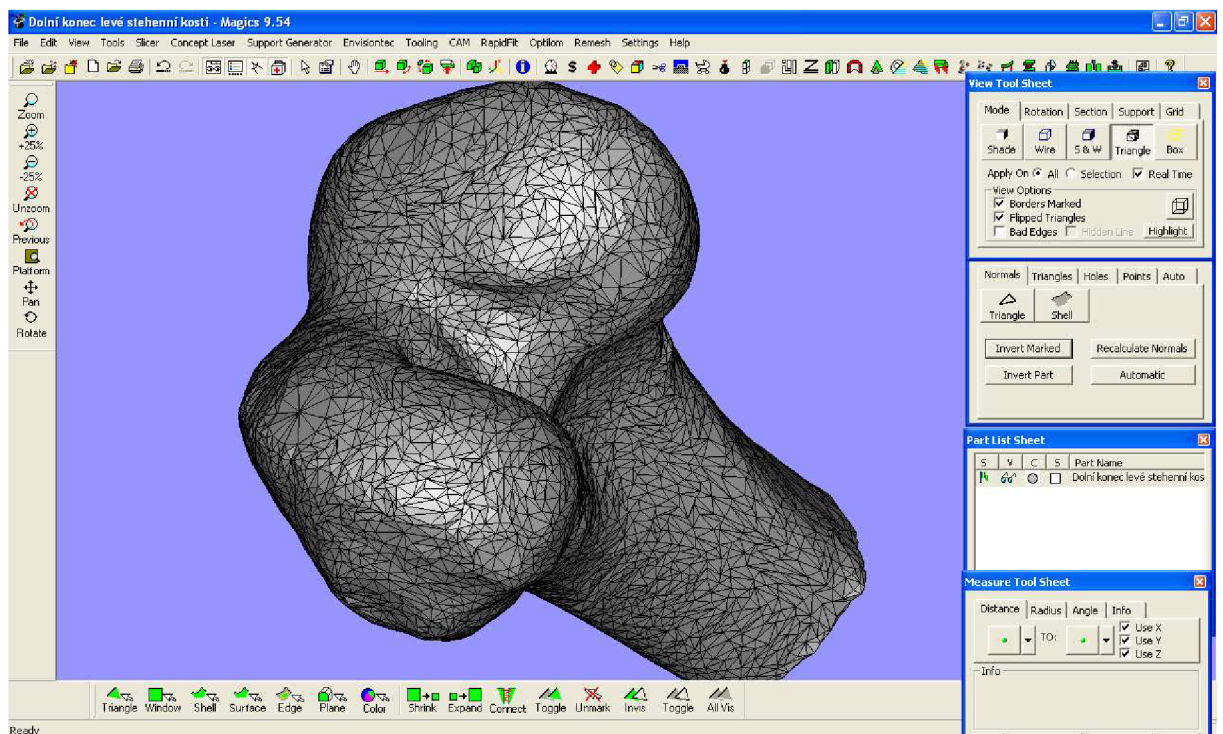 Dolní konec levé stehenní kosti - Magics 9.54
File Edit View Tools Slicer Concept Laser Support Generator Envisiontec Tooling CAM RapidFit Optilom Remesh Settings Help
Zoom
+25%
-25%
Unzoom
Previous
Platform
Pan
Rotate
View Tool Sheet
Mode Rotation Section Support Grid
Shade Wire S & W Triangle Box
Apply On All Selection Real Time
View Options
Borders Marked
Flipped Triangles
Bad Edges Hidden Line Highlight
Normals Triangles Holes Points Auto
Triangle Shell
Invert Marked Recalculate Normals
Invert Part Automatic
Part List Sheet
S V C S Part Name
Dolní konec levé stehenní kos
Measure Tool Sheet
Distance Radius Angle Info
TO:
Use X
Use Y
Use Z
Info
Triangle Window Shell Surface Edge Plane Color Shrink Expand Connect Toggle Unmark Invis Toggle All Vis
Ready